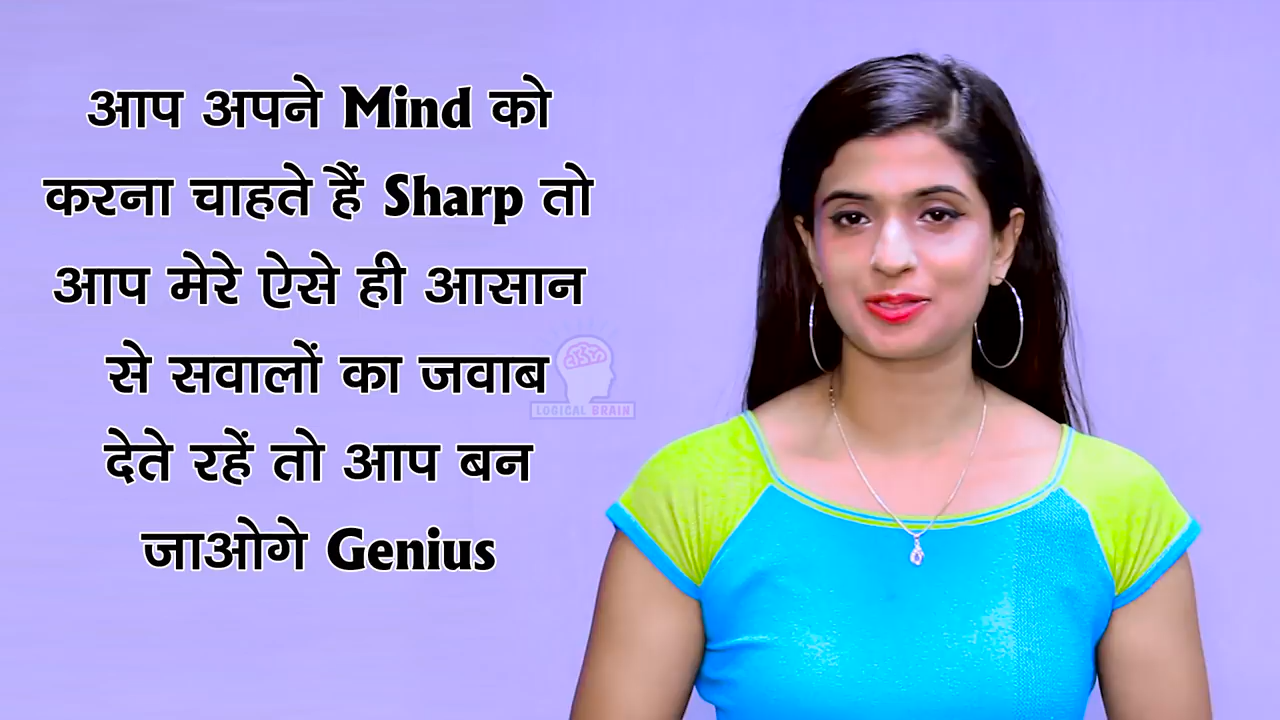 आप अपने Mind को
करना चाहते हैं Sharp तो
आप मेरे ऐसे ही आसान
से सवालों का जवाब
देते रहें तो आप बन
जाओगे Genius
LOGICAL BRAIN